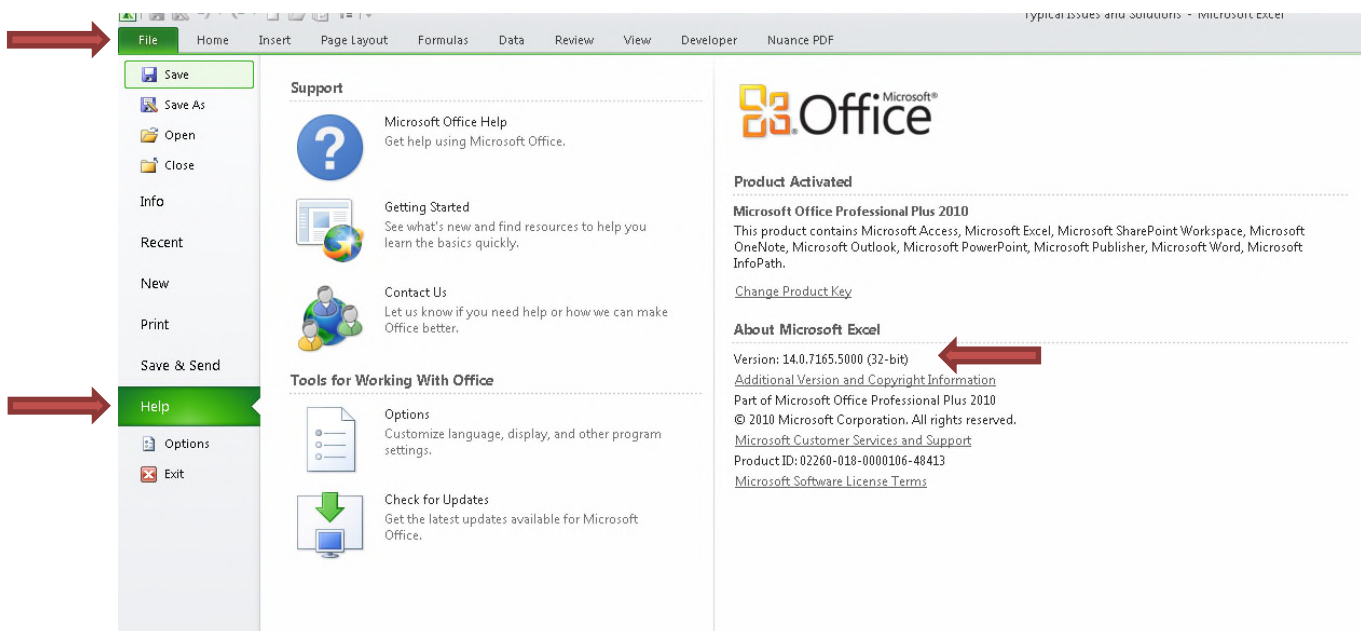 Typical Issues and Solutions - Microsoft Excel
File Home Insert Page Layout Formulas Data Review View Developer Nuance PDF
Save
Save As
Open
Close
Info
Recent
New
Print
Save & Send
Help
Options
Exit
Support
Microsoft Office Help
Get help using Microsoft Office.
Getting Started
See what's new and find resources to help you
learn the basics quickly.
Contact Us
Let us know if you need help or how we can make
Office better.
Tools for Working With Office
Options
Customize language, display, and other program
settings.
Check for Updates
Get the latest updates available for Microsoft
Office.
Microsoft®
Office
Product Activated
Microsoft Office Professional Plus 2010
This product contains Microsoft Access, Microsoft Excel, Microsoft SharePoint Workspace, Microsoft
OneNote, Microsoft Outlook, Microsoft PowerPoint, Microsoft Publisher, Microsoft Word, Microsoft
InfoPath.
Change Product Key
About Microsoft Excel
Version: 14.0.7165.5000 (32-bit)
Additional Version and Copyright Information
Part of Microsoft Office Professional Plus 2010
© 2010 Microsoft Corporation. All rights reserved.
Microsoft Customer Services and Support
Product ID: 02260-018-0000106-48413
Microsoft Software License Terms